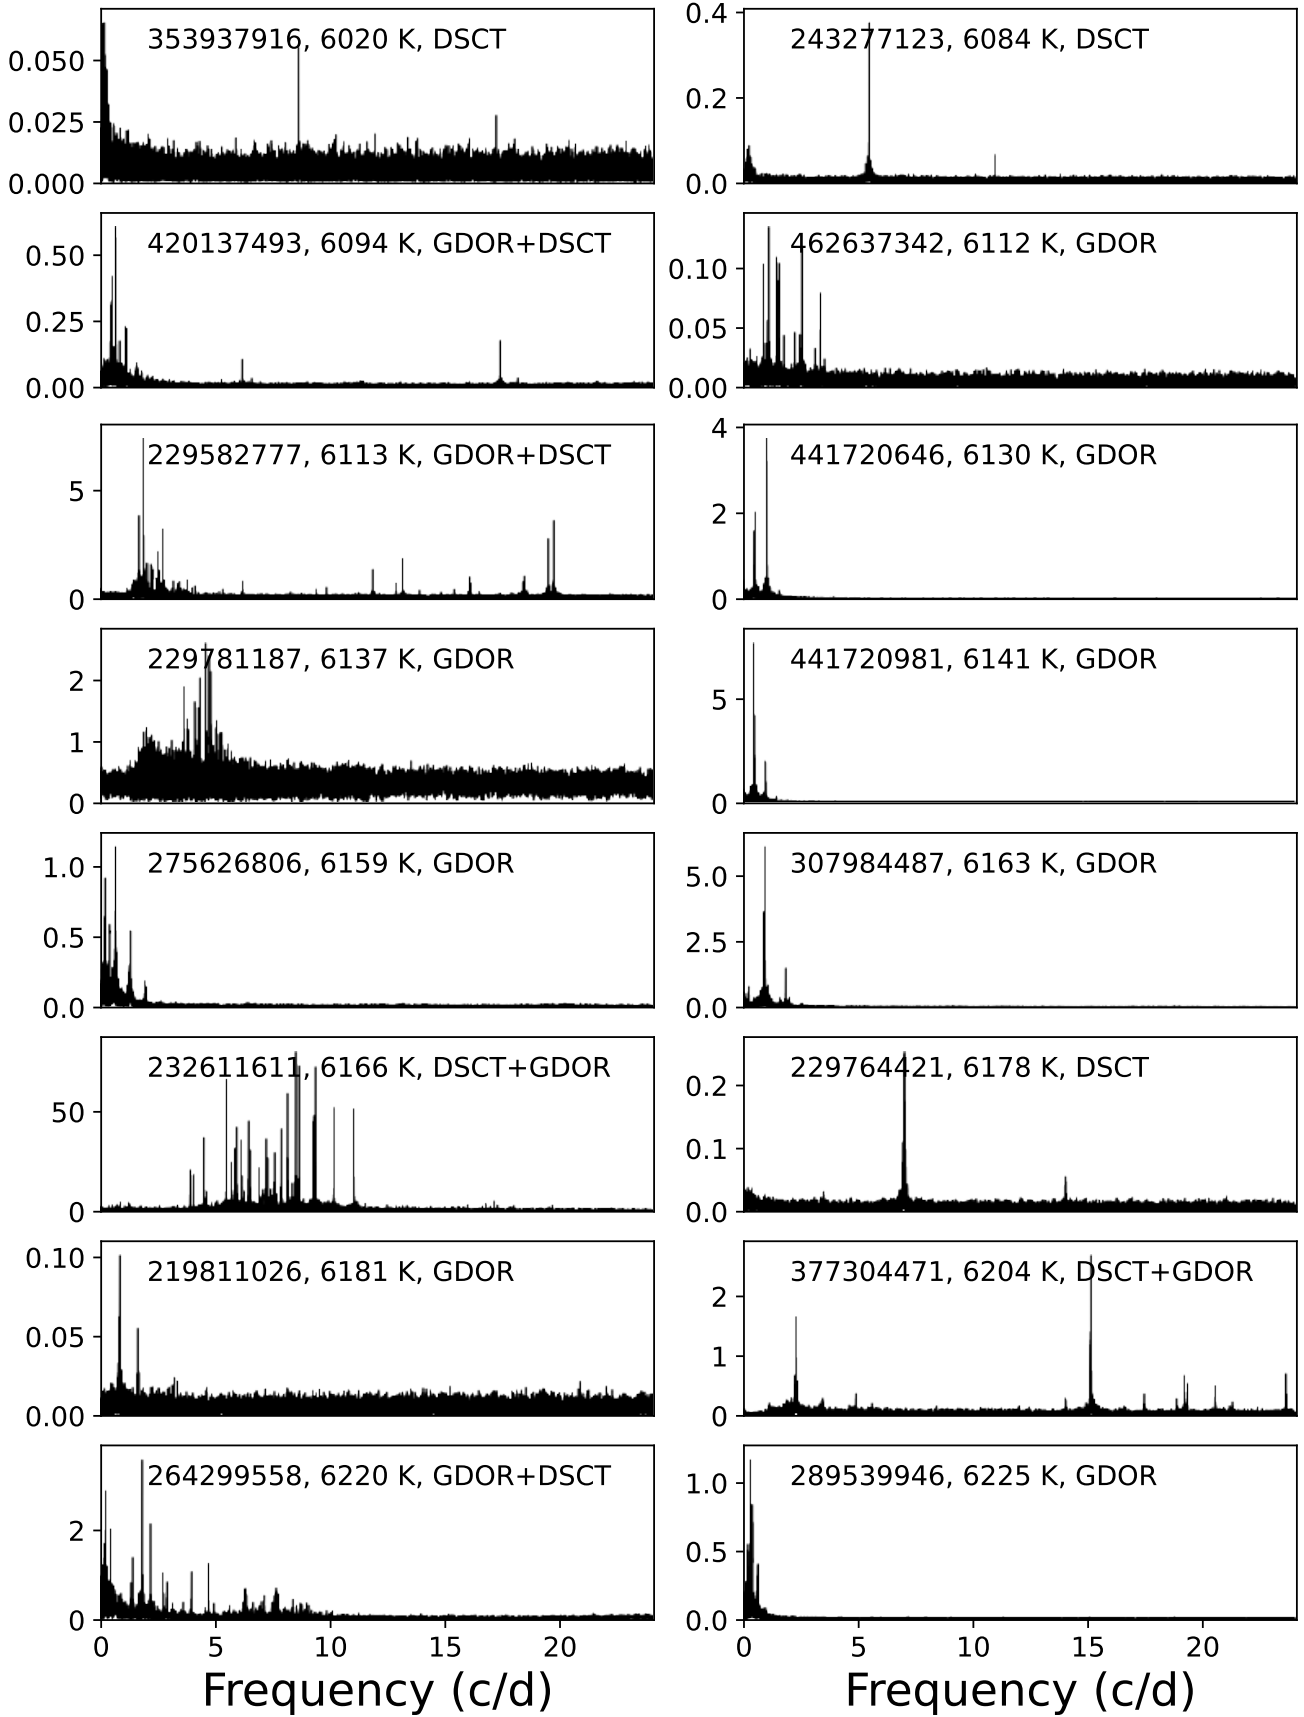 353937916, 6020 K, DSCT
0.050
0.025
0.000
243277123, 6084 K, DSCT
0.4
0.2
0.0
420137493, 6094 K, GDOR+DSCT
0.50
0.25
0.00
462637342, 6112 K, GDOR
0.10
0.05
0.00
229582777, 6113 K, GDOR+DSCT
5
0
441720646, 6130 K, GDOR
4
2
0
229781187, 6137 K, GDOR
2
1
0
441720981, 6141 K, GDOR
5
0
275626806, 6159 K, GDOR
1.0
0.5
0.0
307984487, 6163 K, GDOR
5.0
2.5
0.0
232611611, 6166 K, DSCT+GDOR
50
0
229764421, 6178 K, DSCT
0.2
0.1
0.0
219811026, 6181 K, GDOR
0.10
0.05
0.00
377304471, 6204 K, DSCT+GDOR
2
1
0
264299558, 6220 K, GDOR+DSCT
2
0
289539946, 6225 K, GDOR
1.0
0.5
0.0
0 5 10 15 20
0 5 10 15 20
Frequency (c/d)
Frequency (c/d)